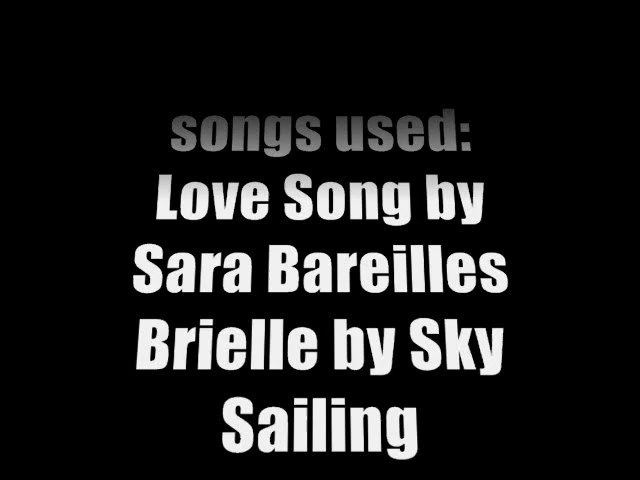 songs used:
Love Song by
Sara Bareilles
Brielle by Sky
Sailing